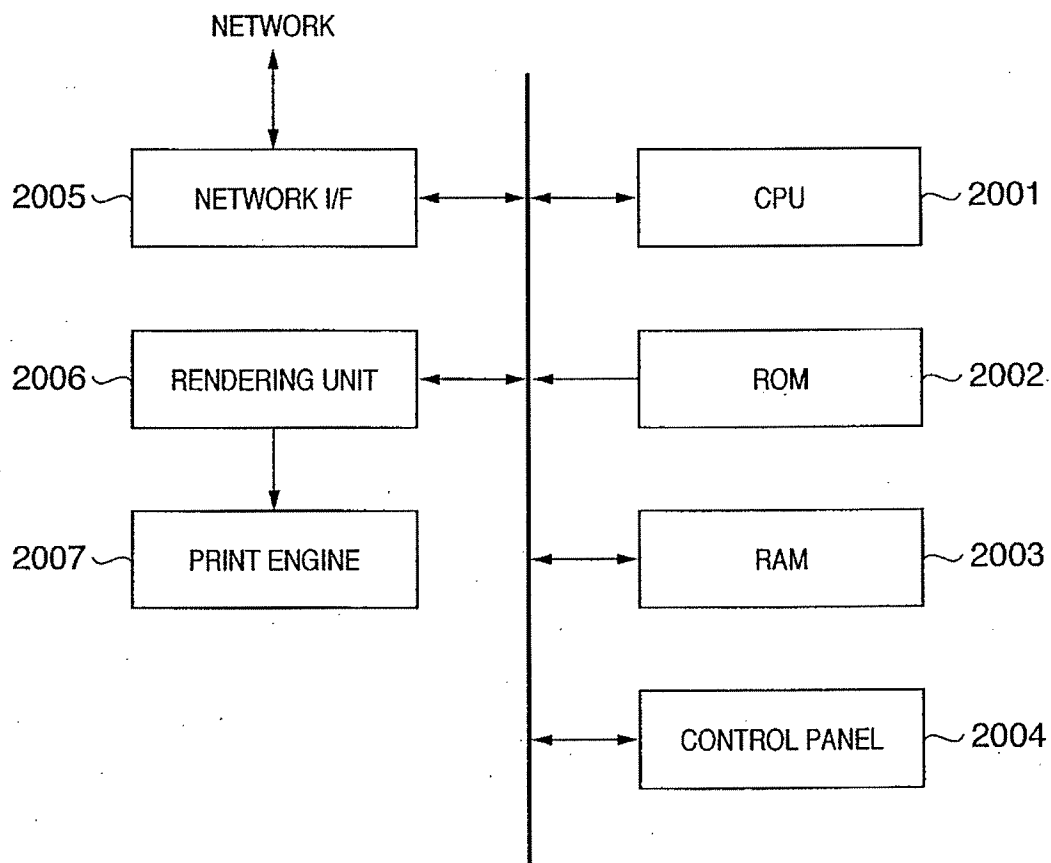 NETWORK
2005 NETWORK I/F
CPU 2001
2006 RENDERING UNIT
ROM 2002
2007 PRINT ENGINE
RAM 2003
CONTROL PANEL 2004